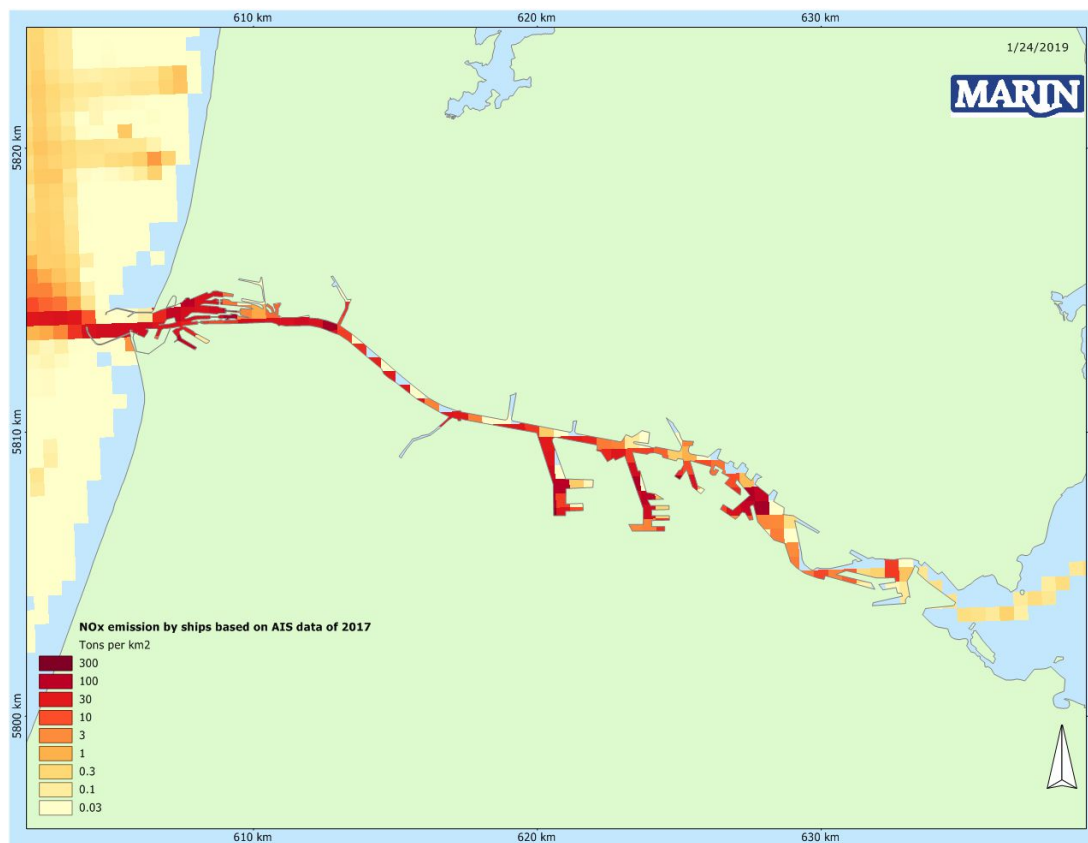 610 km
620 km
630 km
1/24/2019
MARIN
5820 km
5810 km
5800 km
NOx emission by ships based on AIS data of 2017
Tons per km2
300
100
30
10
3
1
0.3
0.1
0.03
610 km
620 km
630 km